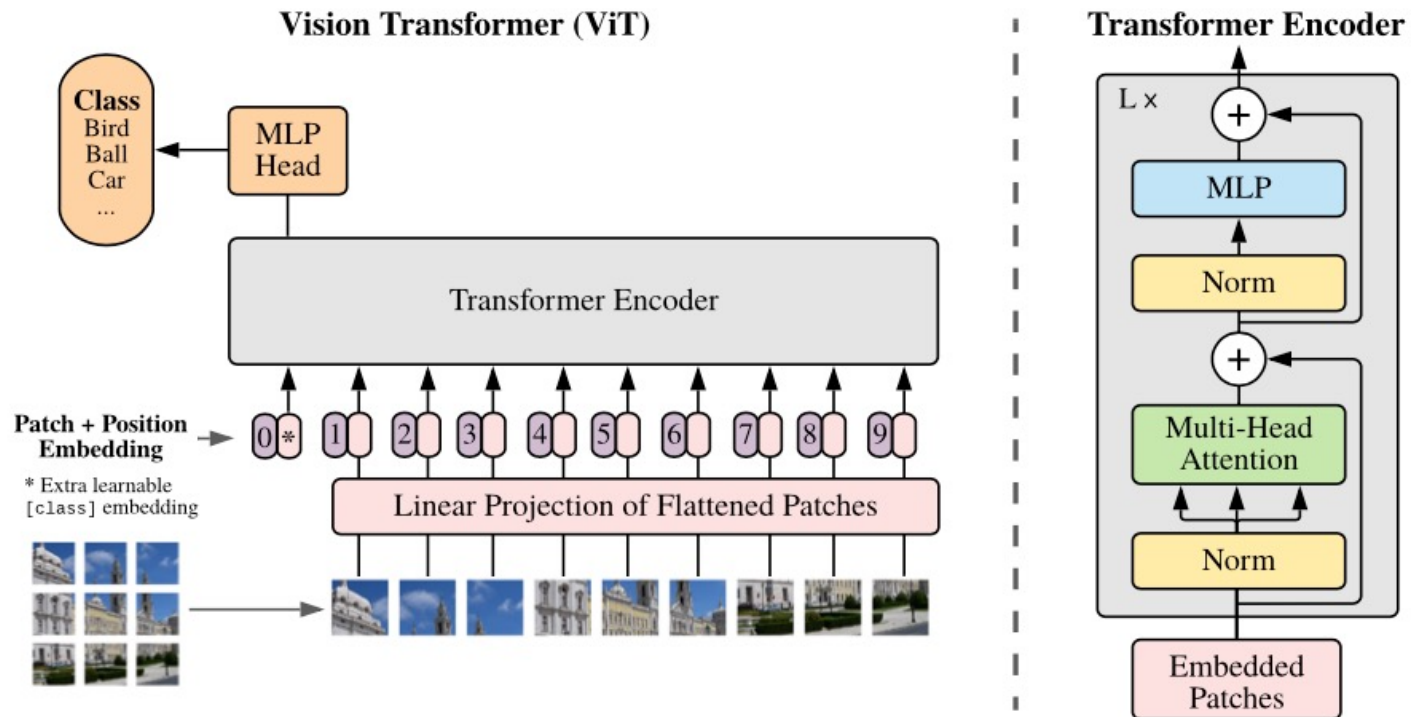 Vision Transformer (ViT)
Class
Bird
Ball
Car
...
MLP
Head
Transformer Encoder
Patch + Position
Embedding
0 * 1 2 3 4 5 6 7 8 9
* Extra learnable
[class] embedding
Linear Projection of Flattened Patches
Transformer Encoder
L ×
+
MLP
Norm
+
Multi-Head
Attention
Norm
Embedded
Patches